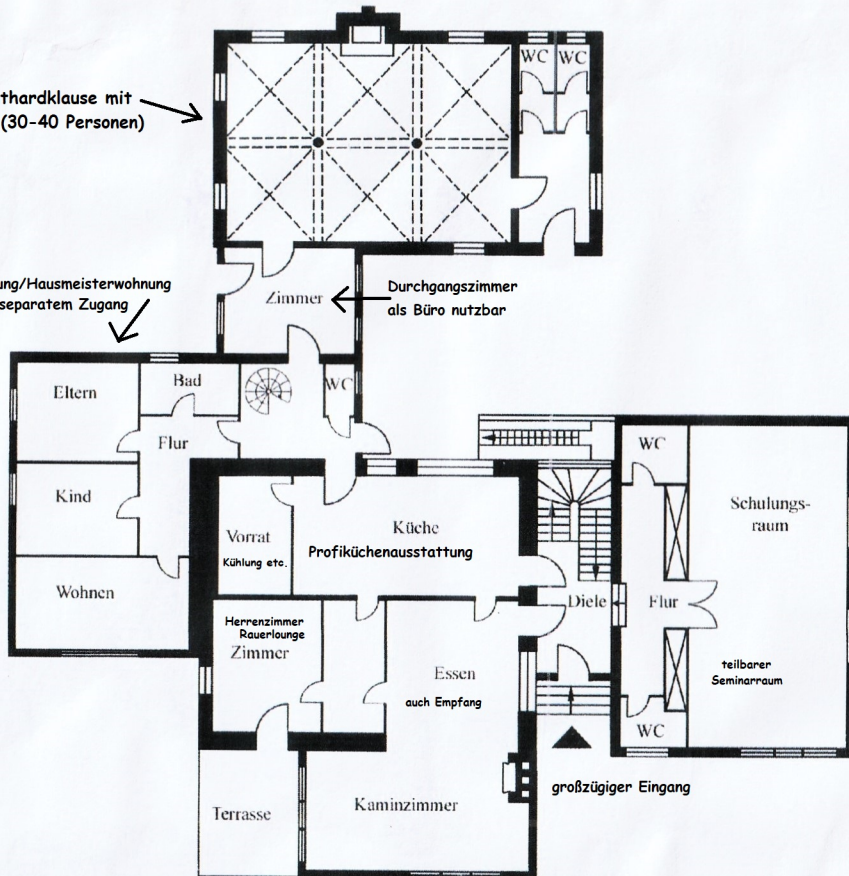 WC WC
thardklause mit
(30-40 Personen)
ung/Hausmeisterwohnung
separatem Zugang
Zimmer
Durchgangszimmer
als Büro nutzbar
Eltern
Bad
WC
Flur
Kind
Wohnen
Vorrat
Kühlung etc.
Küche
Profiküchenausstattung
WC
Schulungs-
raum
Diele
Flur
Herrenzimmer
Rauerlounge
Zimmer
Essen
auch Empfang
teilbarer
Seminarraum
WC
großzügiger Eingang
Terrasse
Kaminzimmer